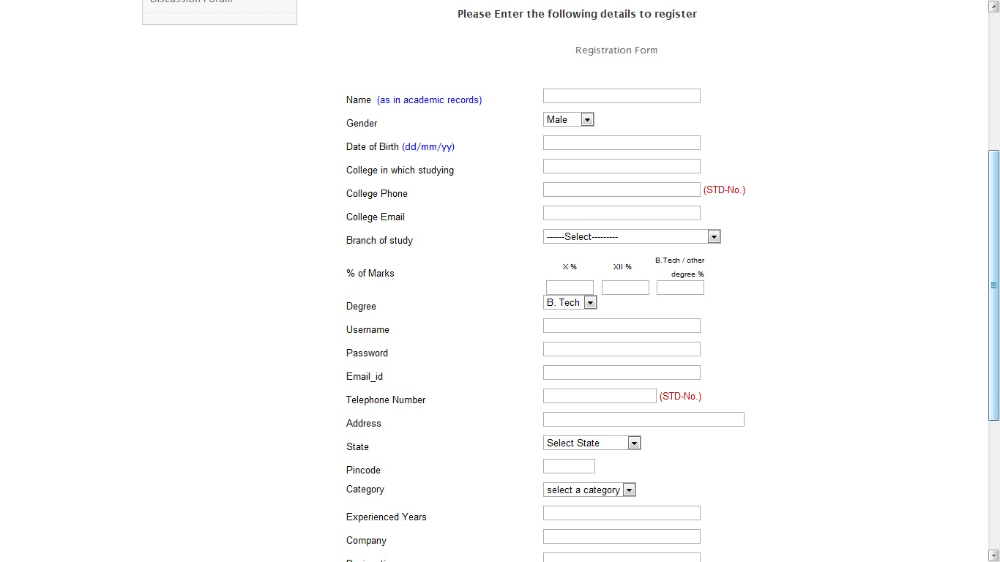 Discussion Forum
Please Enter the following details to register
Registration Form
Name (as in academic records)
Gender Male
Date of Birth (dd/mm/yy)
College in which studying
College Phone (STD-No.)
College Email
Branch of study ------Select---------
% of Marks X % XII % B.Tech / other degree %
Degree B. Tech
Username
Password
Email_id
Telephone Number (STD-No.)
Address
State Select State
Pincode
Category select a category
Experienced Years
Company